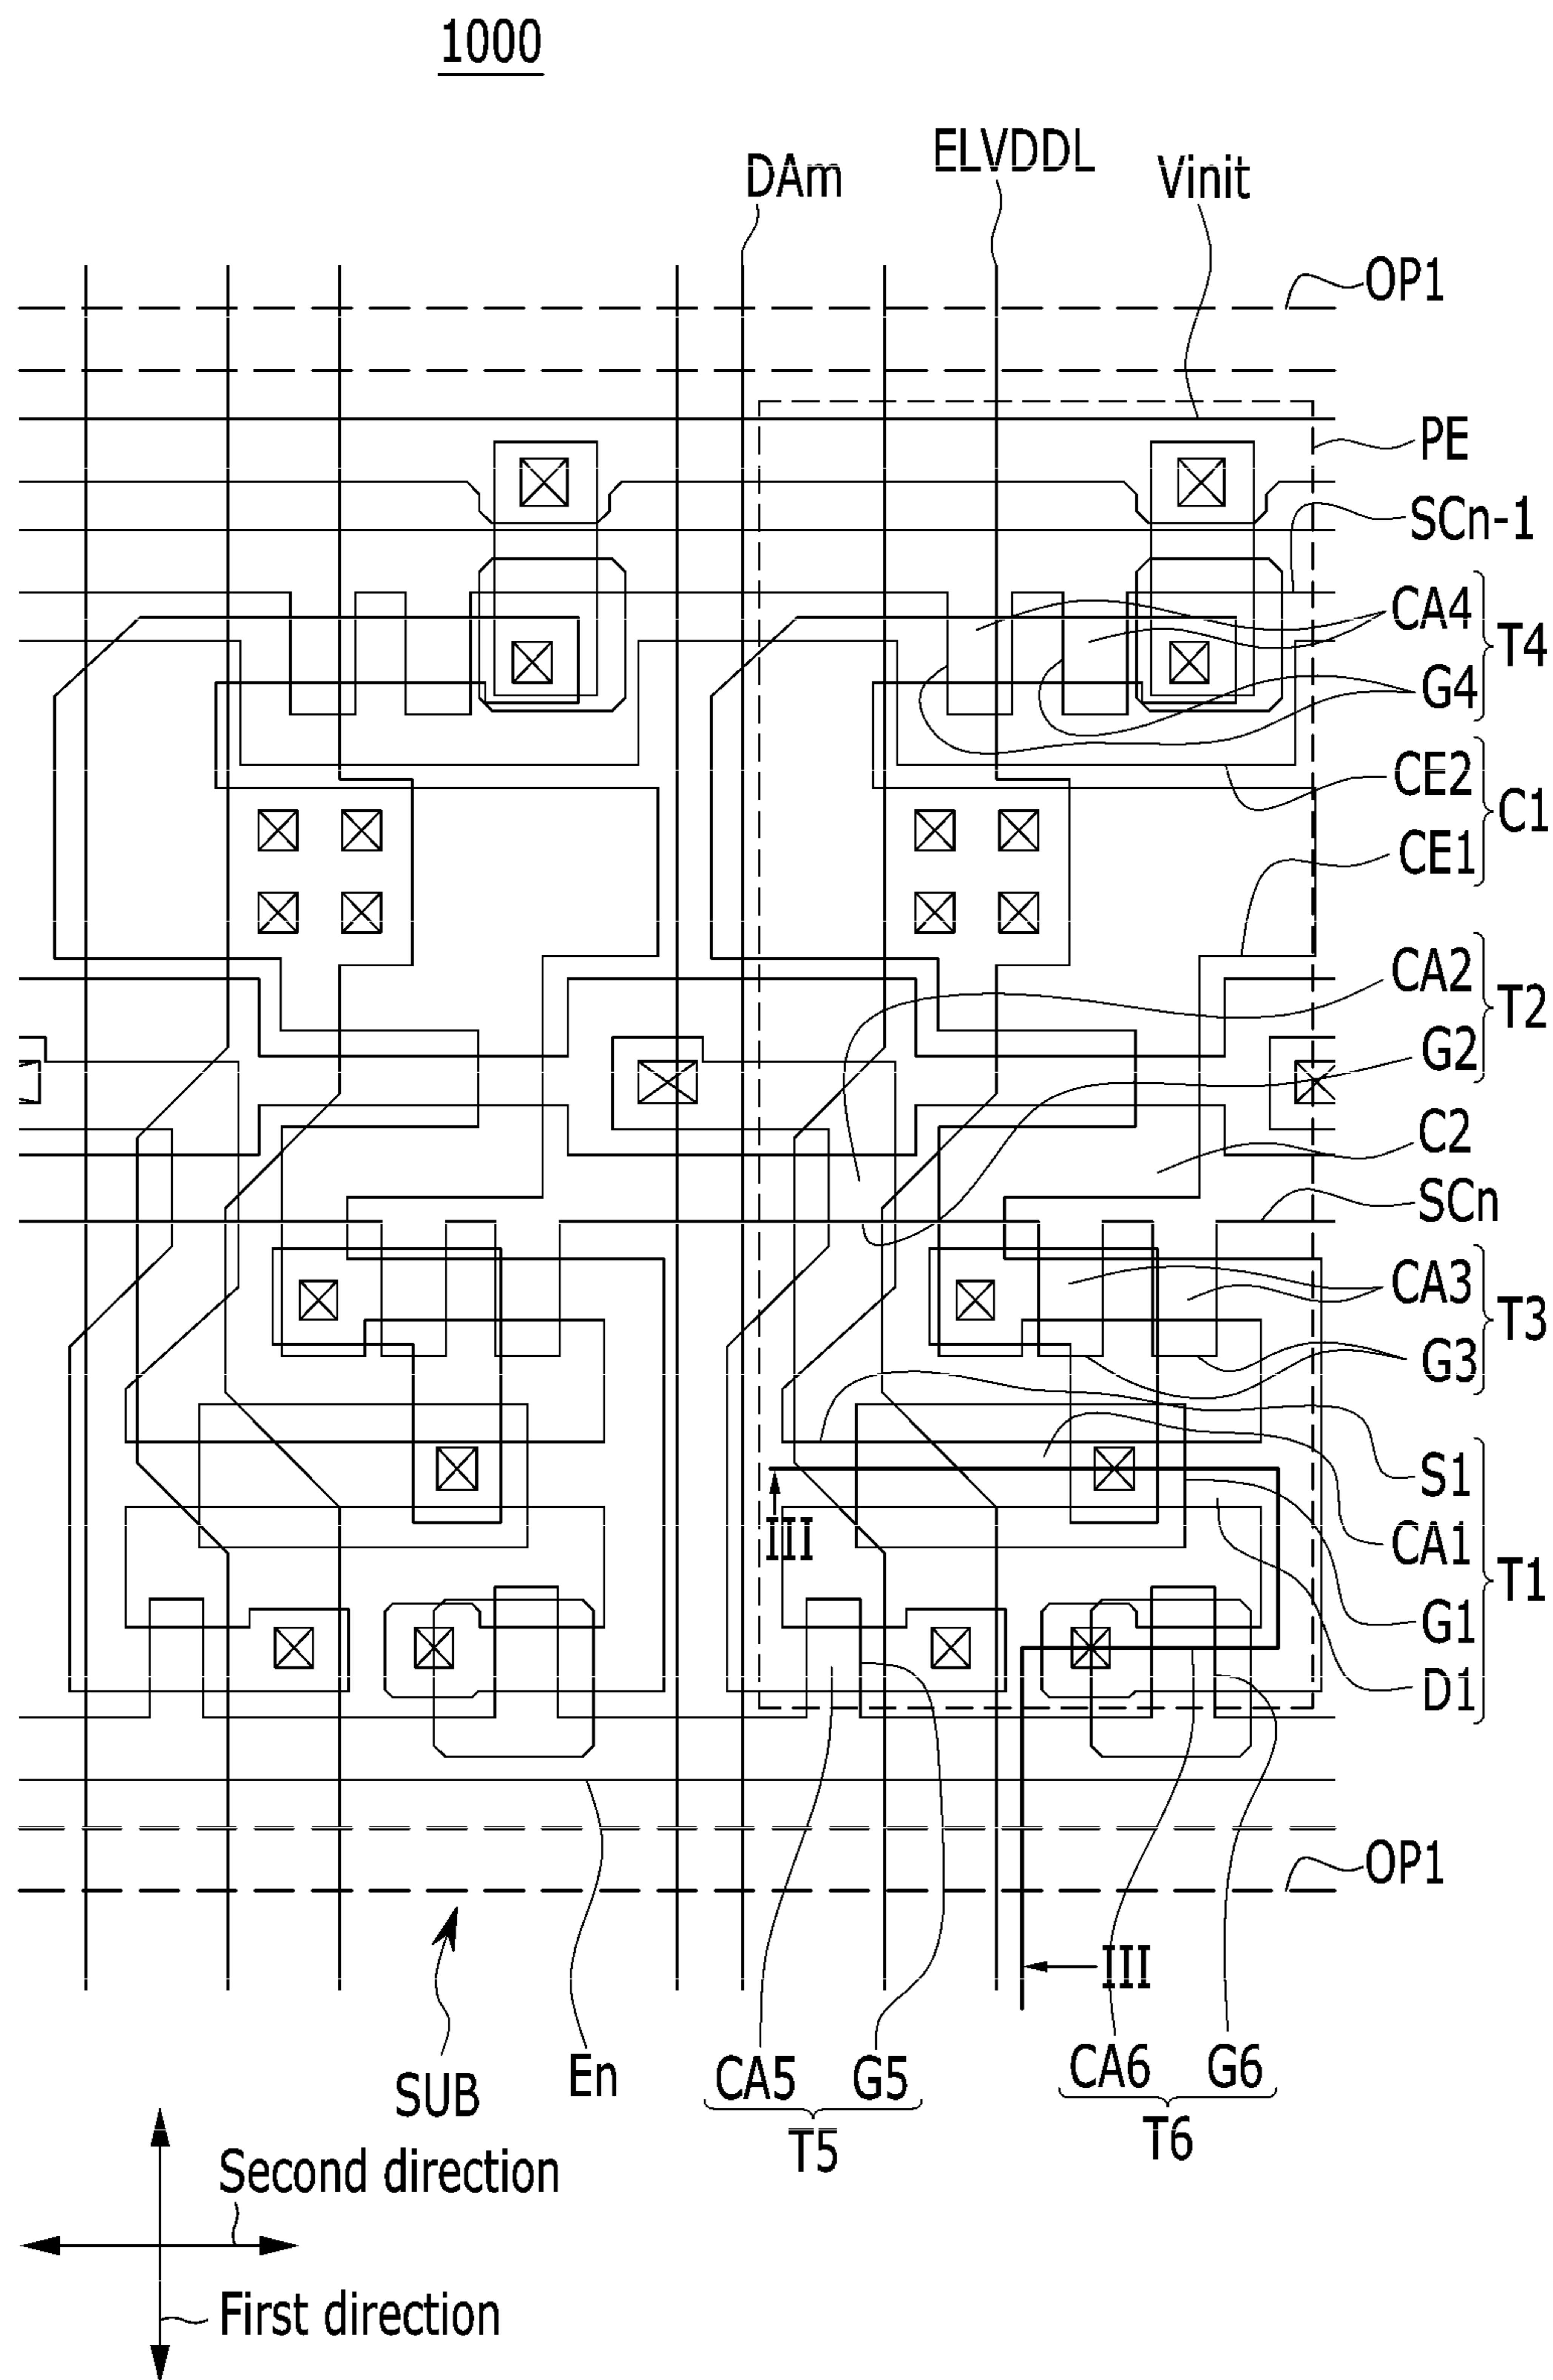 1000
DAm
ELVDDL
Vinit
OP1
PE
SCn-1
CA4
T4
G4
CE2
C1
CE1
CA2
T2
G2
C2
SCn
CA3
T3
G3
S1
CA1
T1
G1
D1
III
OP1
III
SUB
En
CA5
G5
T5
CA6
G6
T6
Second direction
First direction